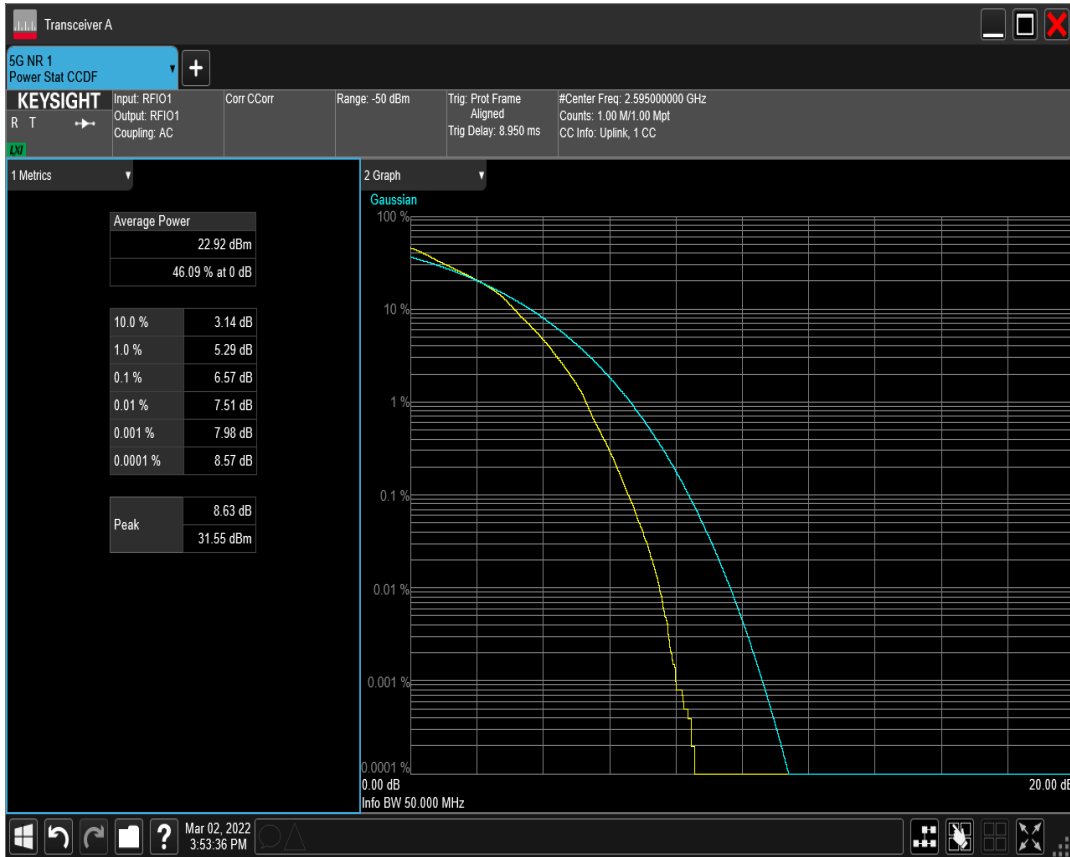 Transceiver A
5G NR 1
Power Stat CCDF
+
KEYSIGHT
R T
LXI
Input: RFIO1
Output: RFIO1
Coupling: AC
Corr CCorr
Range: -50 dBm
Trig: Prot Frame
Aligned
Trig Delay: 8.950 ms
#Center Freq: 2.595000000 GHz
Counts: 1.00 M/1.00 Mpt
CC Info: Uplink, 1 CC
1 Metrics
Average Power
22.92 dBm
46.09 % at 0 dB
10.0 % 3.14 dB
1.0 % 5.29 dB
0.1 % 6.57 dB
0.01 % 7.51 dB
0.001 % 7.98 dB
0.0001 % 8.57 dB
Peak 8.63 dB
31.55 dBm
2 Graph
Gaussian
100 %
10 %
1 %
0.1 %
0.01 %
0.001 %
0.0001 %
0.00 dB 20.00 dB
Info BW 50.000 MHz
?
Mar 02, 2022
3:53:36 PM